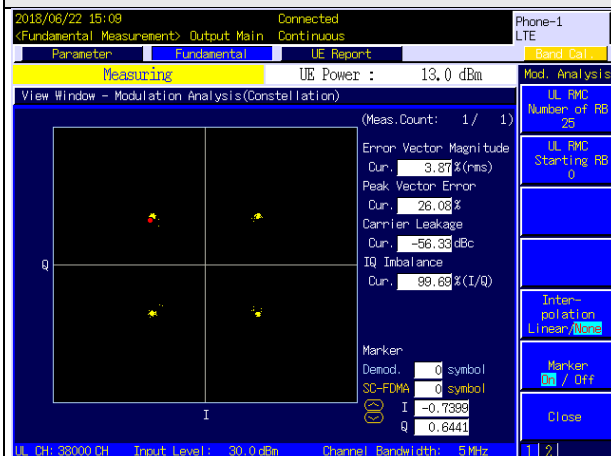 2018/06/22 15:09 Connected Phone-1
<Fundamental Measurement> Output Main Continuous LTE
Parameter Fundamental UE Report Band Cal.
Measuring UE Power : 13.0 dBm Mod. Analysis
View Window - Modulation Analysis(Constellation)
UL RMC
Number of RB
25
(Meas.Count: 1/ 1)
Error Vector Magnitude
Cur. 3.87 %(rms)
Peak Vector Error
Cur. 26.08 %
Carrier Leakage
Cur. -56.33 dBc
IQ Imbalance
Cur. 99.69 %(I/Q)
UL RMC
Starting RB
0
Q
I
Marker
Demod. 0 symbol
SC-FDMA 0 symbol
I -0.7399
Q 0.6441
Inter-
polation
Linear/None
Marker
On / Off
Close
UL CH: 38000 CH Input Level: 30.0 dBm Channel Bandwidth: 5 MHz 1 2